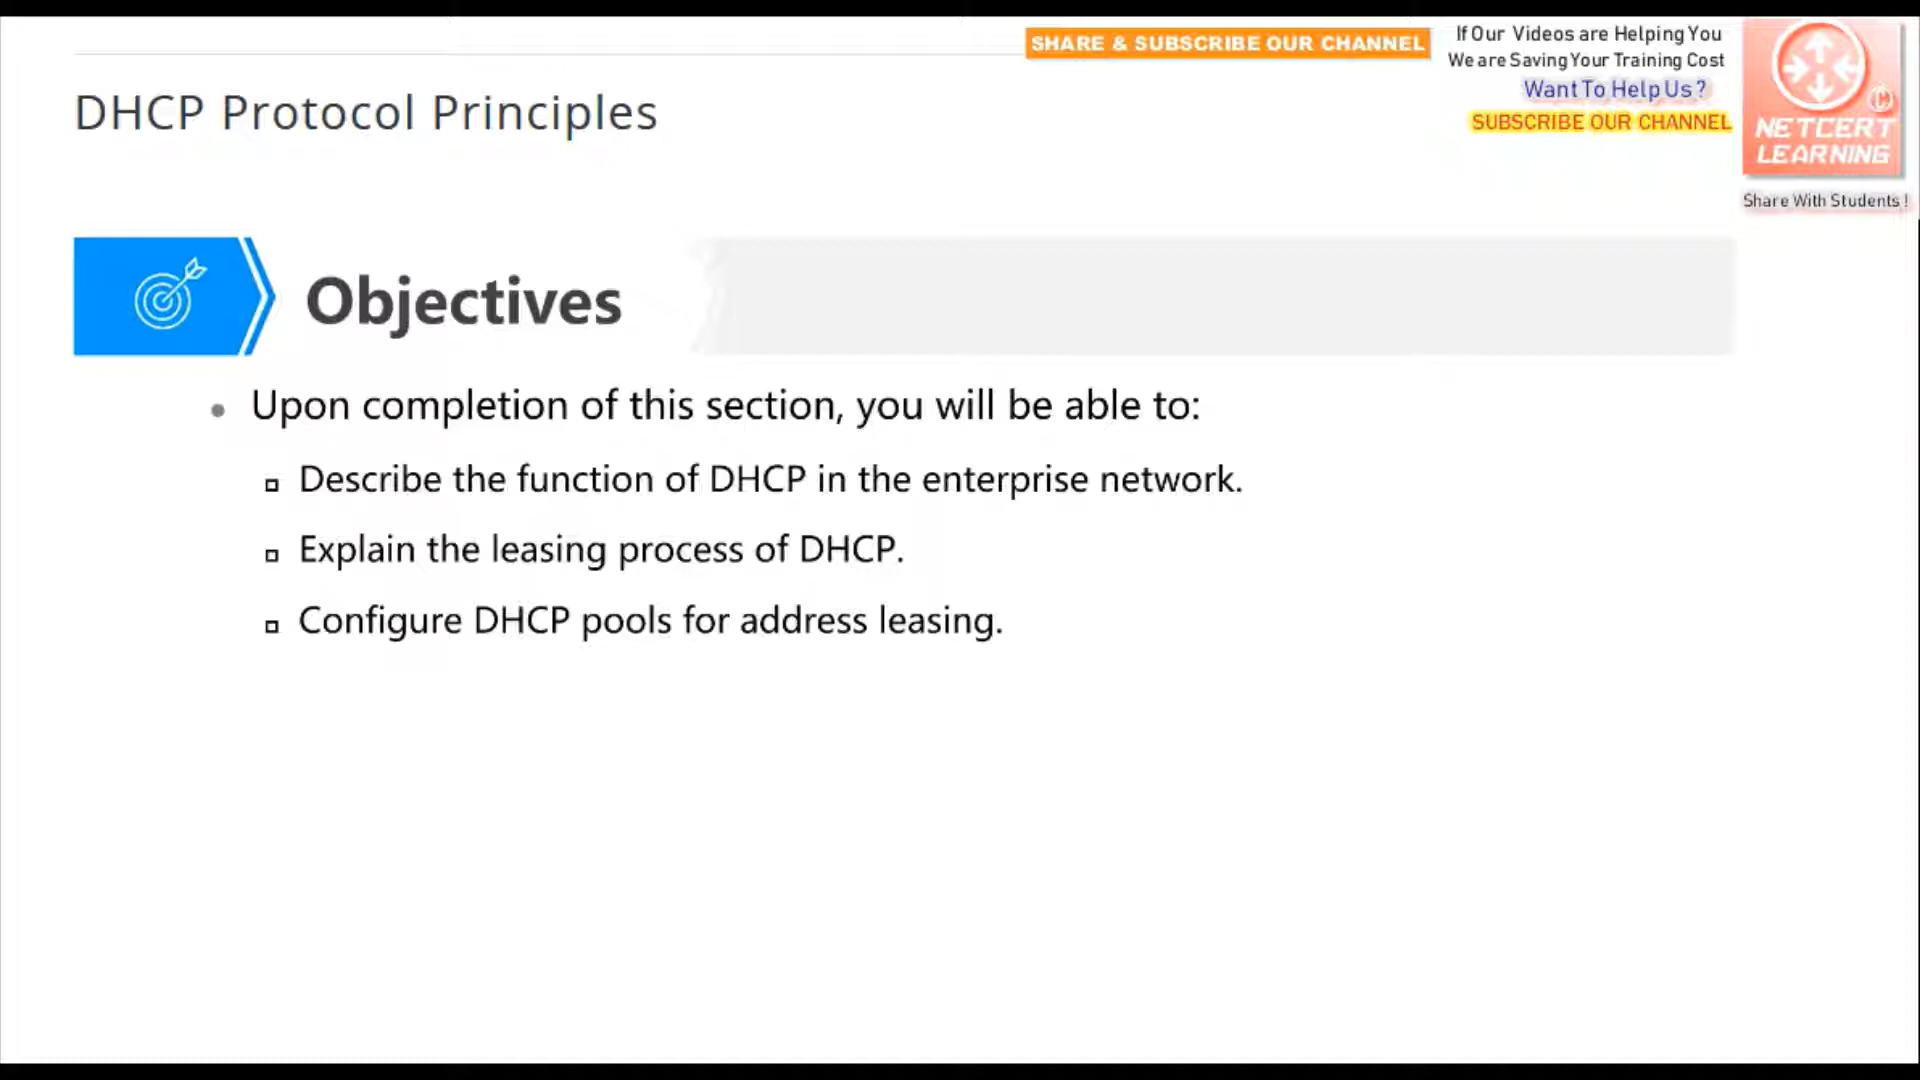 SHARE & SUBSCRIBE OUR CHANNEL
If Our Videos are Helping You
We are Saving Your Training Cost
Want To Help Us ?
SUBSCRIBE OUR CHANNEL
©
NETCERT
LEARNING
Share With Students !
DHCP Protocol Principles
Objectives
• Upon completion of this section, you will be able to:
▫ Describe the function of DHCP in the enterprise network.
▫ Explain the leasing process of DHCP.
▫ Configure DHCP pools for address leasing.